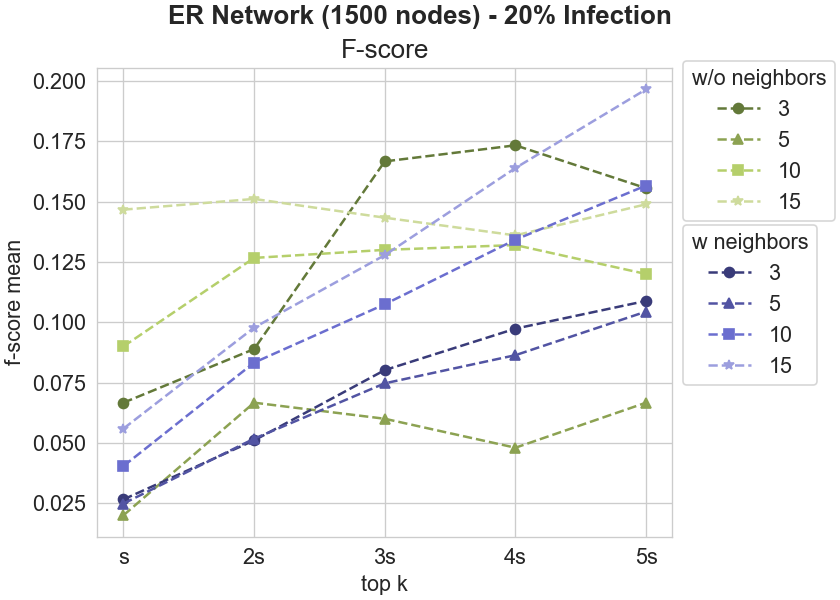 ER Network (1500 nodes) - 20% Infection
F-score
f-score mean
0.200
0.175
0.150
0.125
0.100
0.075
0.050
0.025
s 2s 3s 4s 5s
top k
w/o neighbors
3
5
10
15
w neighbors
3
5
10
15